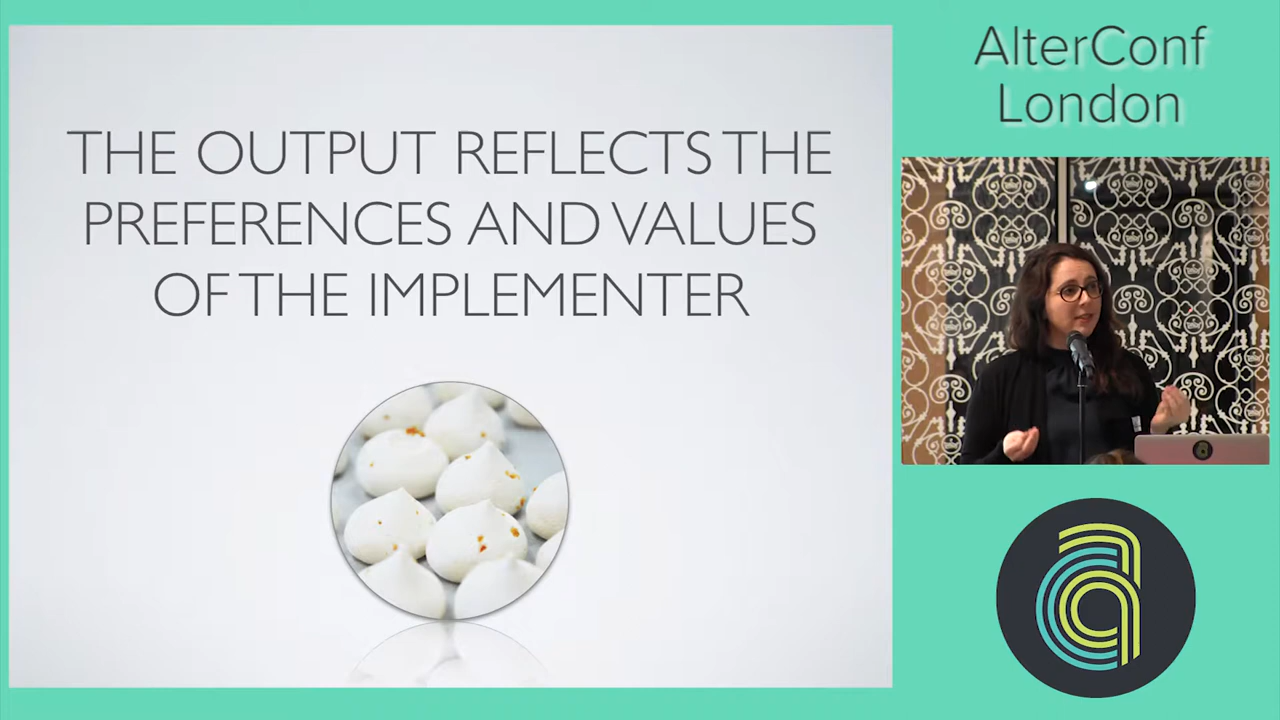 THE OUTPUT REFLECTS THE
PREFERENCES AND VALUES
OF THE IMPLEMENTER
AlterConf
London